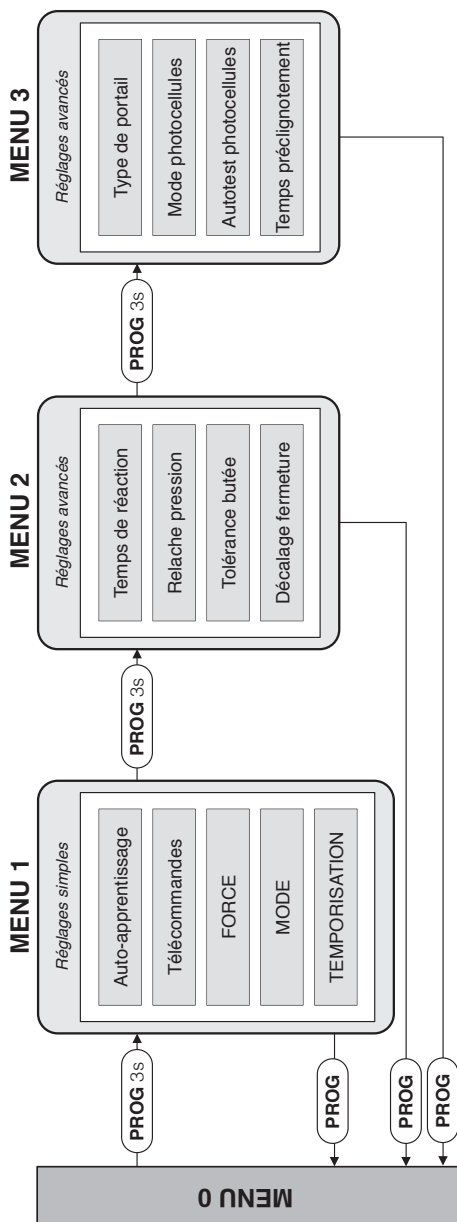 MENU 0
PROG 3s
PROG
PROG
PROG
MENU 1
Réglages simples
Auto-apprentissage
Télécommandes
FORCE
MODE
TEMPORISATION
PROG 3s
MENU 2
Réglages avancés
Temps de réaction
Relache pression
Tolérance butée
Décalage fermeture
PROG 3s
MENU 3
Réglages avancés
Type de portail
Mode photocellules
Autotest photocellules
Temps préclignotement